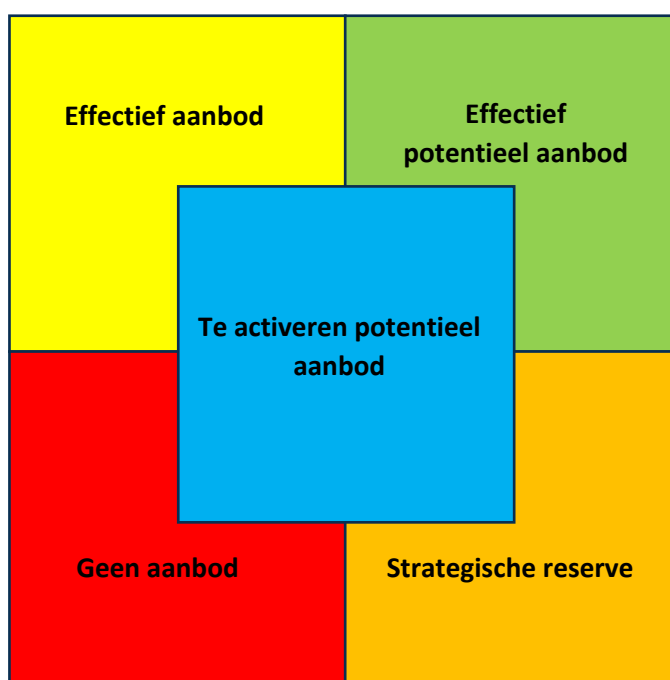 Effectief aanbod
Effectief
potentieel aanbod
Te activeren potentieel
aanbod
Geen aanbod
Strategische reserve